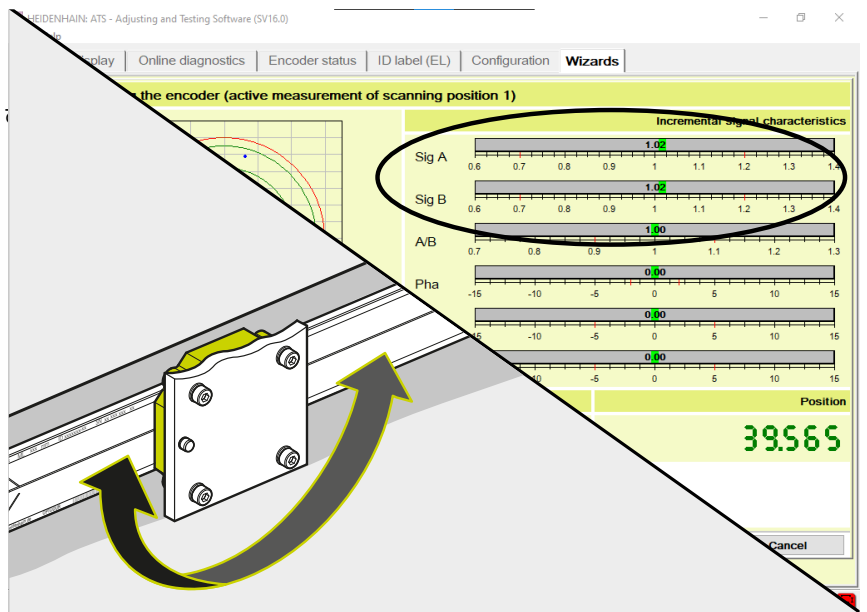 HEIDENHAIN: ATS - Adjusting and Testing Software (SV16.0)
Online diagnostics Encoder status ID label (EL) Configuration Wizards
the encoder (active measurement of scanning position 1)
Incremental signal characteristics
Sig A 1.02
0.6 0.7 0.8 0.9 1 1.1 1.2 1.3 1.4
Sig B 1.02
0.6 0.7 0.8 0.9 1 1.1 1.2 1.3 1.4
A/B 1.00
0.7 0.8 0.9 1 1.1 1.2 1.3
Pha 0.00
-15 -10 -5 0 5 10 15
0.00
-10 -5 0 5 10 15
0.00
-5 0 5 10 15
Position
39.565
Cancel